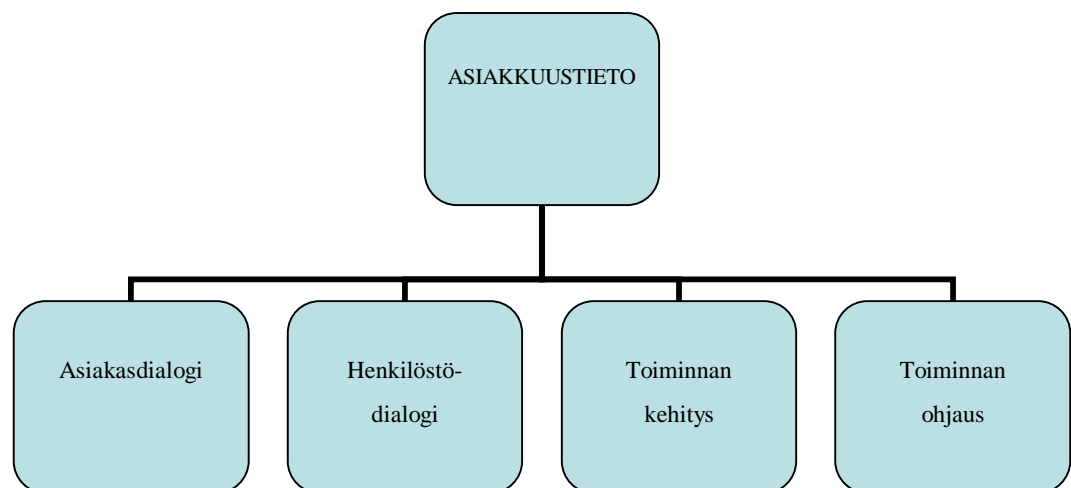 ASIAKKUUSTIETO
Asiakasdialogi
Henkilöstö-
dialogi
Toiminnan
kehitys
Toiminnan
ohjaus